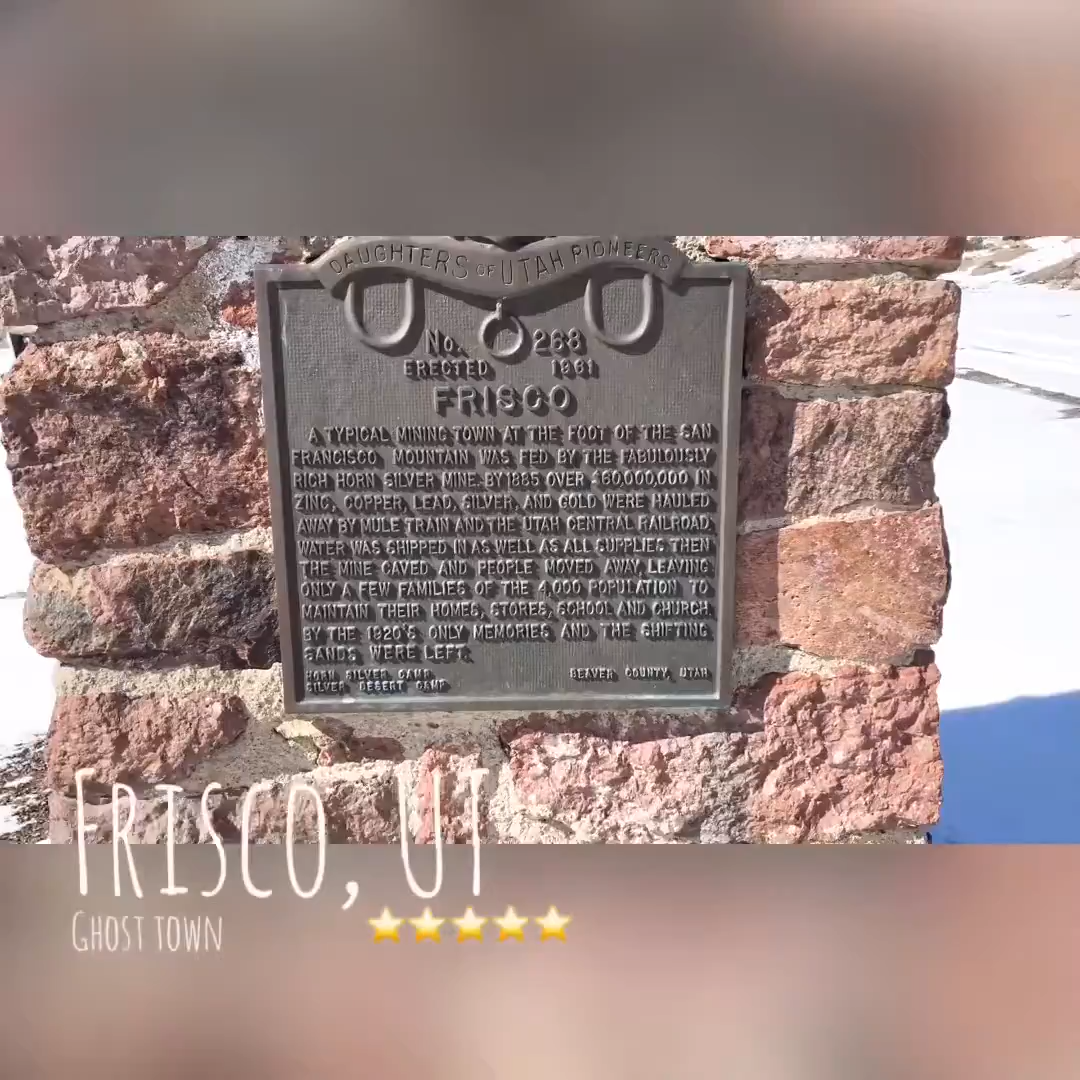 DAUGHTERS OF UTAH PIONEERS
No. 268
ERECTED 1961
FRISCO
A TYPICAL MINING TOWN AT THE FOOT OF THE SAN
FRANCISCO MOUNTAIN WAS FED BY THE FABULOUSLY
RICH HORN SILVER MINE. BY 1885 OVER $60,000,000 IN
ZINC, COPPER, LEAD, SILVER, AND GOLD WERE HAULED
AWAY BY MULE TRAIN AND THE UTAH CENTRAL RAILROAD.
WATER WAS SHIPPED IN AS WELL AS ALL SUPPLIES THEN
THE MINE CAVED AND PEOPLE MOVED AWAY, LEAVING
ONLY A FEW FAMILIES OF THE 4,000 POPULATION TO
MAINTAIN THEIR HOMES, STORES, SCHOOL AND CHURCH.
BY THE 1920'S ONLY MEMORIES AND THE SHIFTING
SANDS WERE LEFT.
HORN SILVER CAMP
SILVER DESERT CAMP
BEAVER COUNTY, UTAH
FRISCO, UT
GHOST TOWN